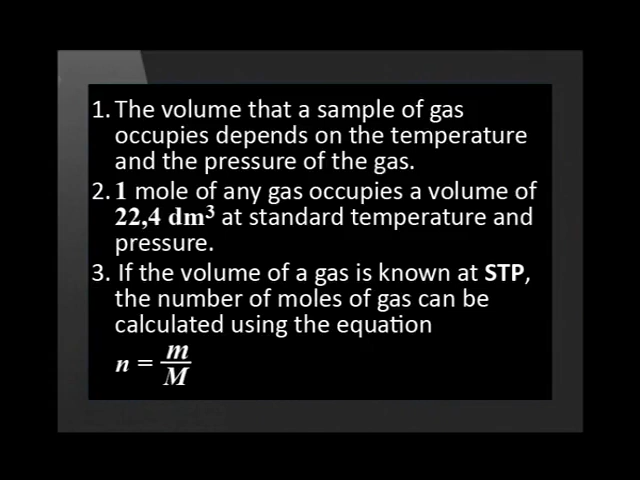 1. The volume that a sample of gas
occupies depends on the temperature
and the pressure of the gas.
2. 1 mole of any gas occupies a volume of
22,4 dm³ at standard temperature and
pressure.
3. If the volume of a gas is known at STP,
the number of moles of gas can be
calculated using the equation
n = m/M